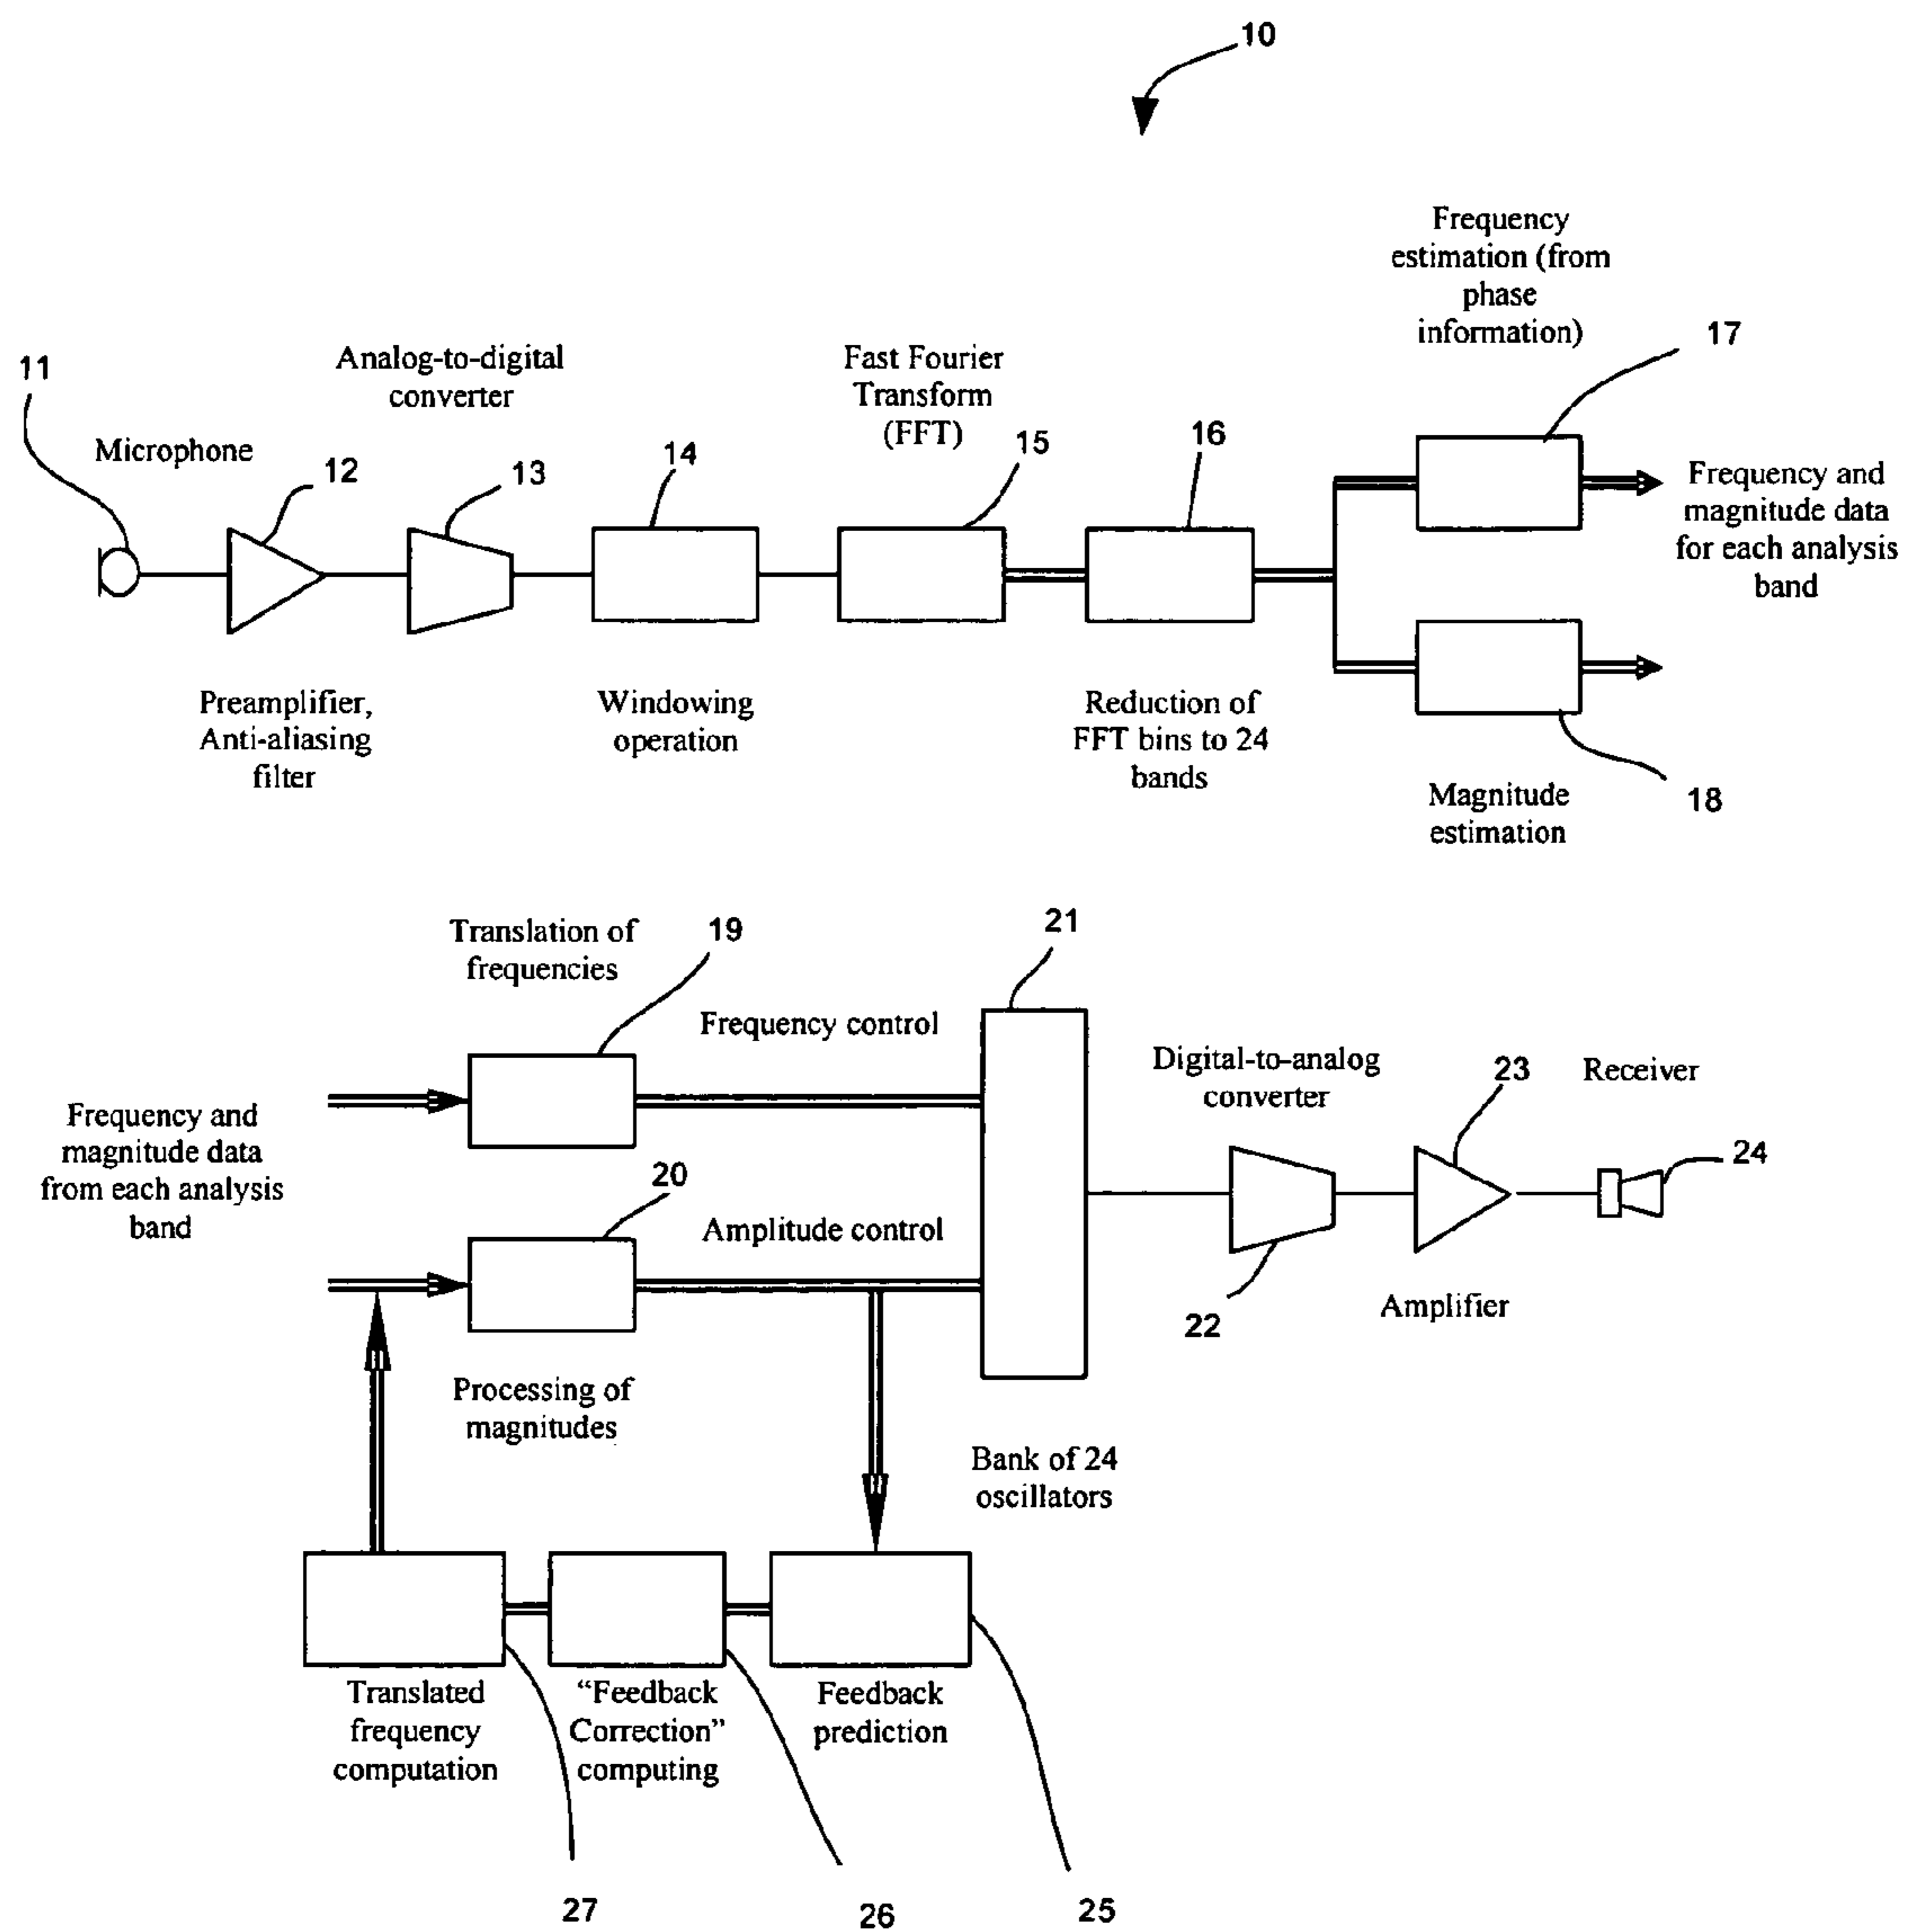 10
Frequency
estimation (from
phase
information)
17
11
Microphone
Analog-to-digital
converter
12
13
14
Fast Fourier
Transform
(FFT)
15
16
Frequency and
magnitude data
for each analysis
band
Preamplifier,
Anti-aliasing
filter
Windowing
operation
Reduction of
FFT bins to 24
bands
Magnitude
estimation
18
Translation of
frequencies
19
Frequency control
21
Digital-to-analog
converter
23
Receiver
24
Frequency and
magnitude data
from each analysis
band
20
Amplitude control
22
Amplifier
Processing of
magnitudes
Bank of 24
oscillators
Translated
frequency
computation
“Feedback
Correction”
computing
Feedback
prediction
27
26
25